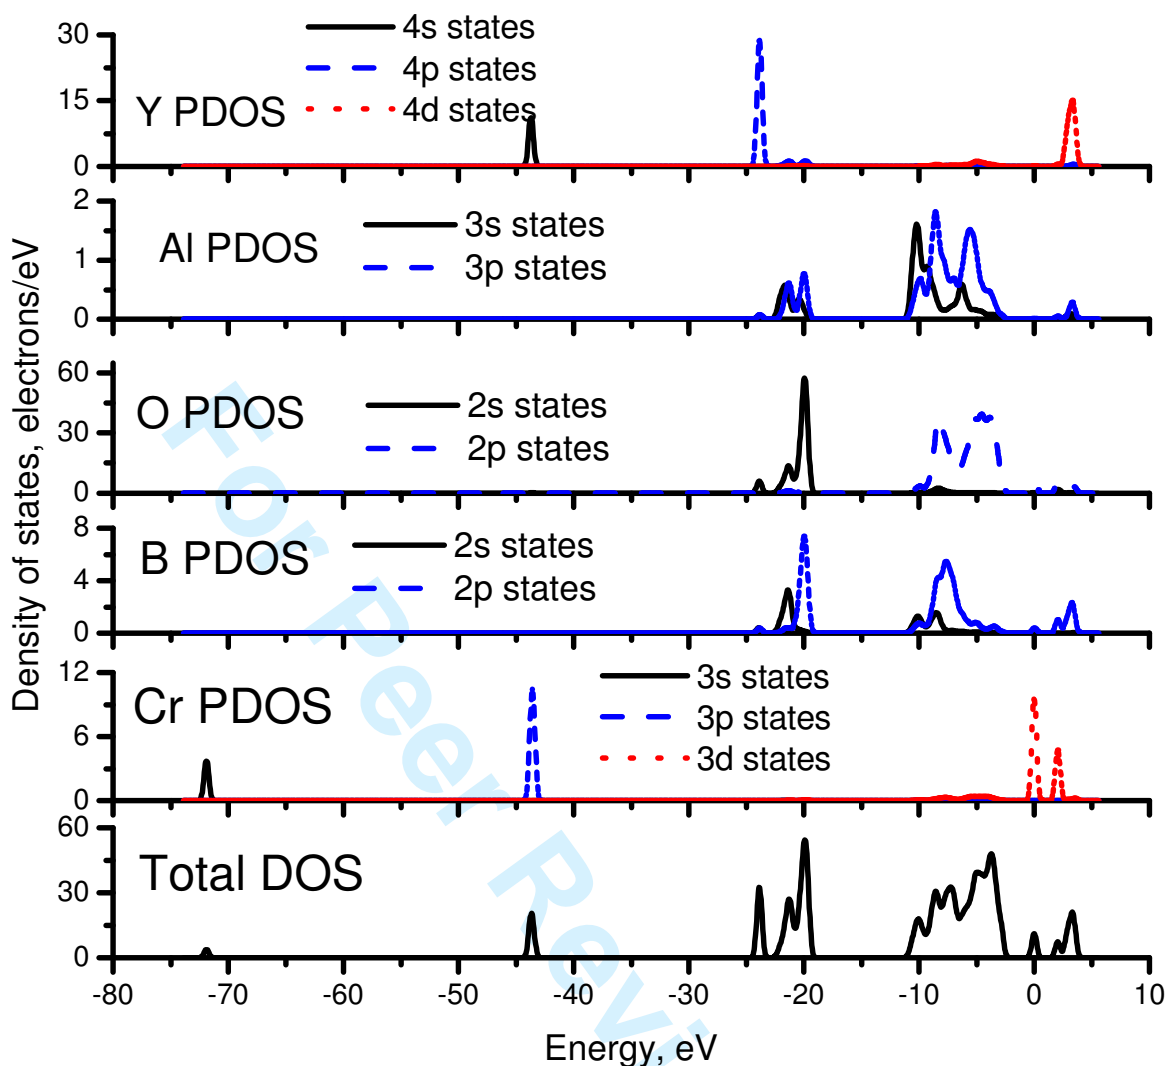 4s states
4p states
4d states
Y PDOS
30
15
0
3s states
3p states
Al PDOS
2
1
0
2s states
2p states
O PDOS
60
30
0
2s states
2p states
B PDOS
8
4
0
3s states
3p states
3d states
Cr PDOS
12
6
0
Total DOS
60
30
0
-80 -70 -60 -50 -40 -30 -20 -10 0 10
Energy, eV
Density of states, electrons/eV
For Peer Revi